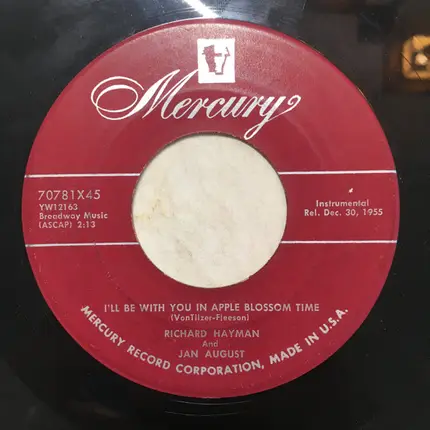 Mercury
70781X45
YW12163
Broadway Music
(ASCAP) 2:13
Instrumental
Rel. Dec. 30, 1955
I'LL BE WITH YOU IN APPLE BLOSSOM TIME
(VonTilzer-Fleeson)
RICHARD HAYMAN
And
JAN AUGUST
MERCURY RECORD CORPORATION, MADE IN U.S.A.